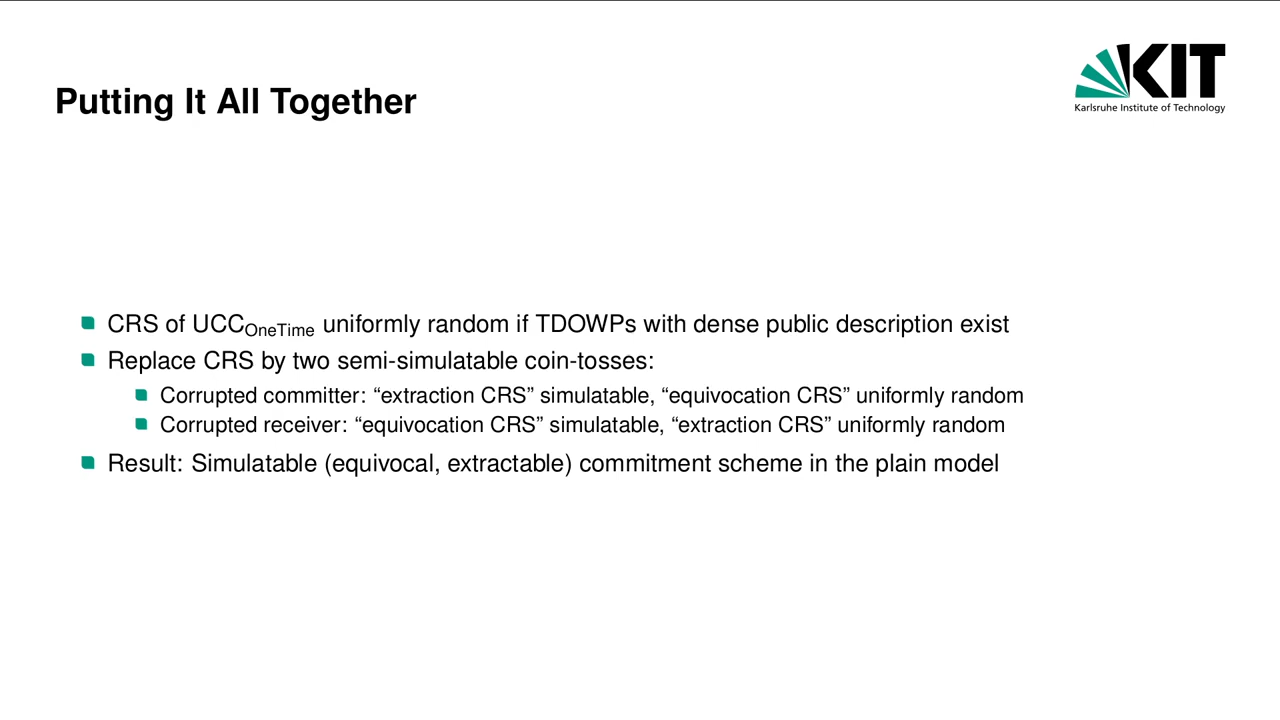 KIT
Karlsruhe Institute of Technology
Putting It All Together
CRS of UCCOneTime uniformly random if TDOWPs with dense public description exist
Replace CRS by two semi-simulatable coin-tosses:
Corrupted committer: “extraction CRS” simulatable, “equivocation CRS” uniformly random
Corrupted receiver: “equivocation CRS” simulatable, “extraction CRS” uniformly random
Result: Simulatable (equivocal, extractable) commitment scheme in the plain model